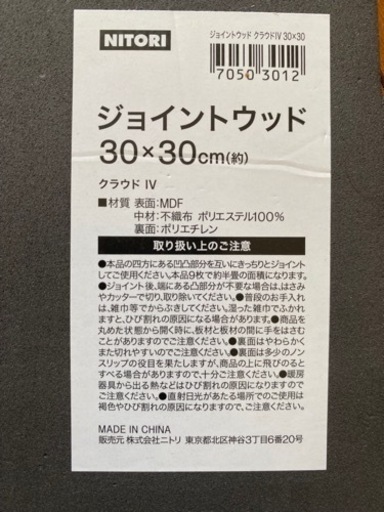 NITORI
ジョイントウッド クラウドIV 30×30
7050 3012
ジョイントウッド
30×30cm(約)
クラウド IV
■材質 表面:MDF
中材:不織布 ポリエステル100%
裏面:ポリエチレン
取り扱い上のご注意
●本品の四方にある凹凸部分を互いにきっちりとジョイント
してご使用ください。本品9枚で約半畳の面積になります。
●ジョイント後、端にある凸部分が不要な場合は、はさみ
やカッターで切り、取り除いてください。●普段のお手入れ
は、雑巾等でからぶきしてください。湿った雑巾でふかれ
ますと、ひび割れの原因になる場合があります。●商品を
丸めた状態から開く時に、板材と板材の間に手をはさむ
ことがありますのでご注意ください。●裏面はやわらかく
また切れやすいのでご注意ください。●裏面は多少のノン
スリップの役目を果たしますが、商品の上に飛びのると
すべる場合がありますので、十分ご注意ください。●暖房
器具から出る熱などはひび割れの原因になりますのでご
注意ください。●直射日光があたる場所でのご使用は
褐色やひび割れの原因になりますので、ご注意ください。
MADE IN CHINA
販売元 株式会社ニトリ 東京都北区神谷3丁目6番20号